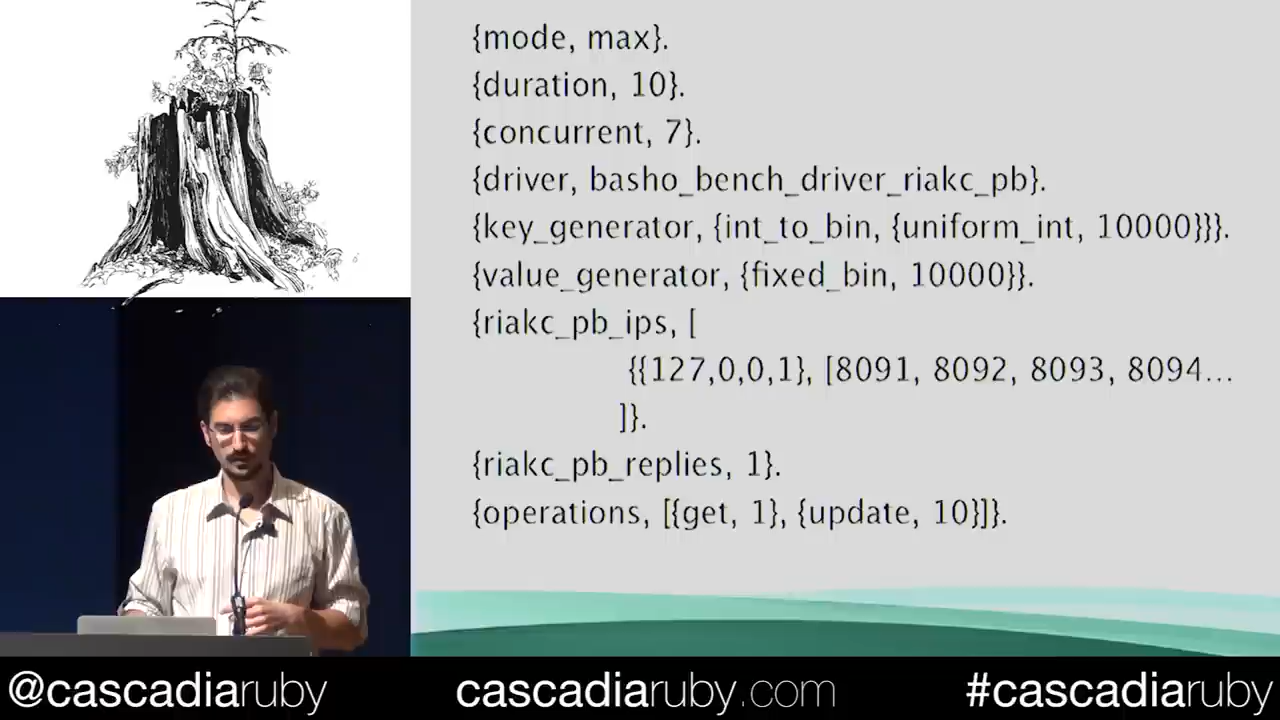 {mode, max}.
{duration, 10}.
{concurrent, 7}.
{driver, basho_bench_driver_riakc_pb}.
{key_generator, {int_to_bin, {uniform_int, 10000}}}.
{value_generator, {fixed_bin, 10000}}.
{riakc_pb_ips, [
{{127,0,0,1}, [8091, 8092, 8093, 8094...
]}.
{riakc_pb_replies, 1}.
{operations, [{get, 1}, {update, 10}]}.
@cascadiaruby
cascadiaruby.com
#cascadiaruby